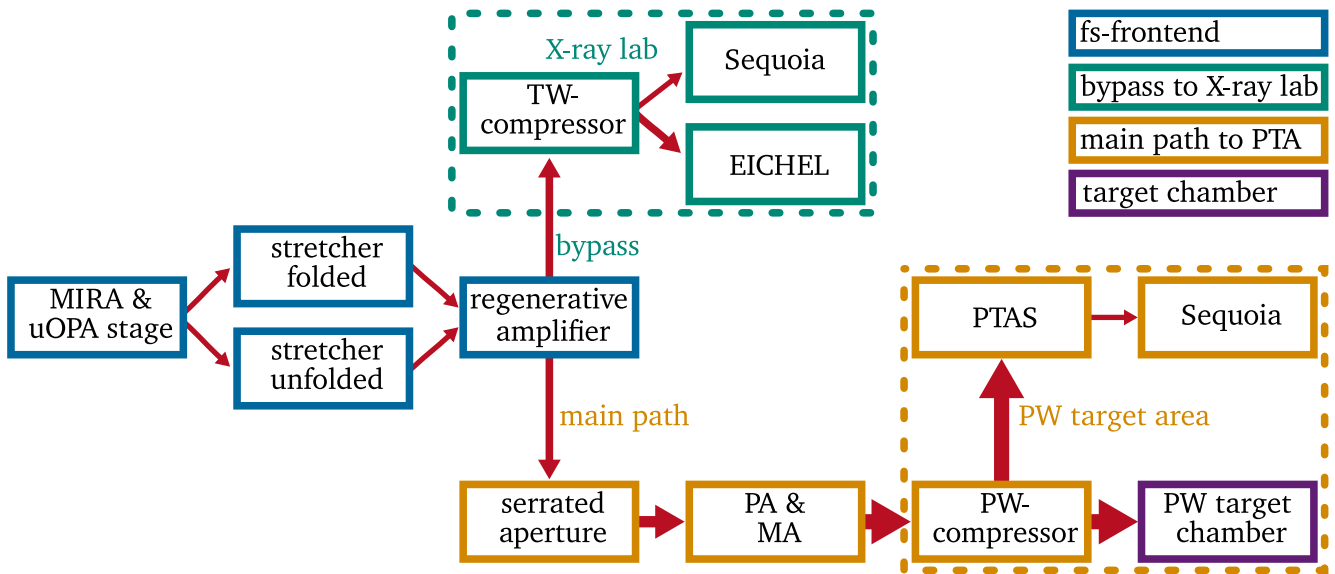 X-ray lab
TW-
compressor
Sequoia
EICHEL
fs-frontend
bypass to X-ray lab
main path to PTA
target chamber
bypass
MIRA &
uOPA stage
stretcher
folded
stretcher
unfolded
regenerative
amplifier
main path
serrated
aperture
PA &
MA
PTAS
Sequoia
PW target area
PW-
compressor
PW target
chamber